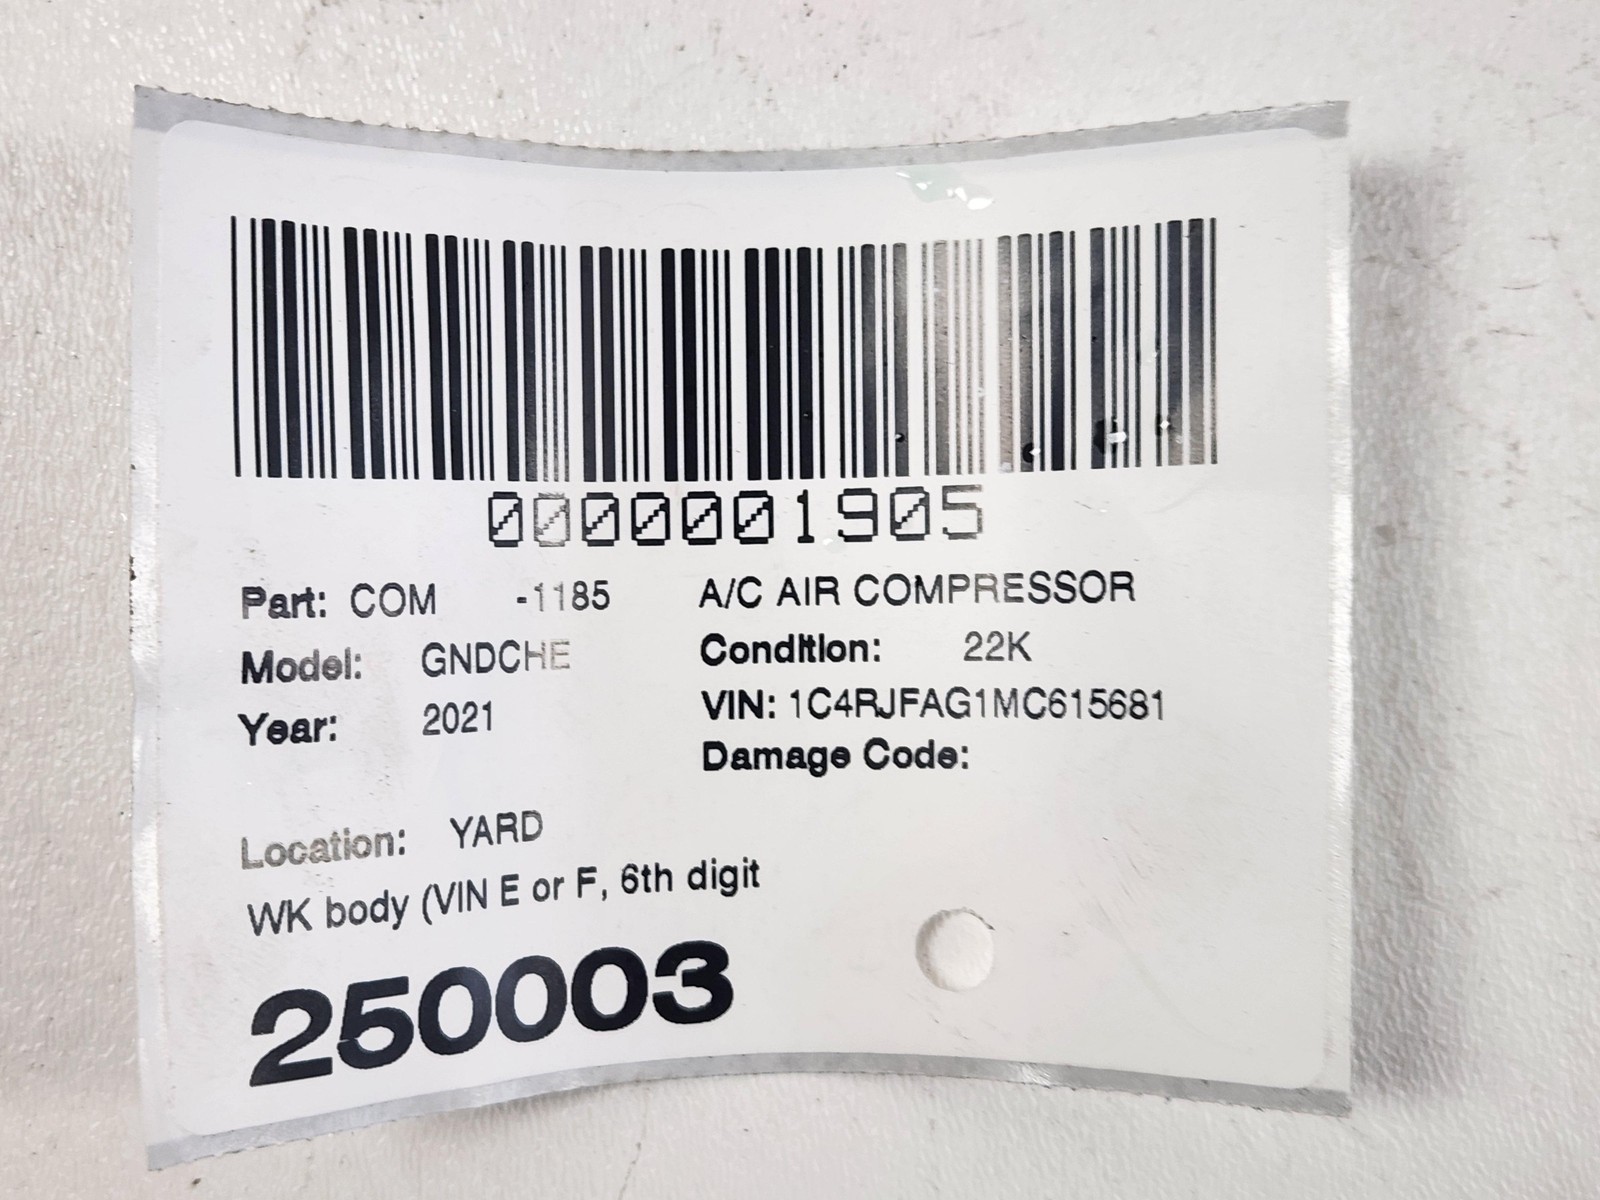 0000001905
Part: COM -1185 A/C AIR COMPRESSOR
Model: GNDCHE Condition: 22K
Year: 2021 VIN: 1C4RJFAG1MC615681
Damage Code:
Location: YARD
WK body (VIN E or F, 6th digit
250003